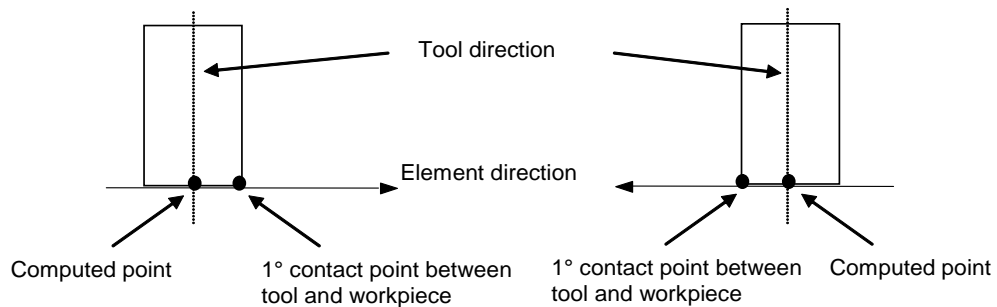 Tool direction
Element direction
Computed point
1° contact point between
tool and workpiece
1° contact point between
tool and workpiece
Computed point